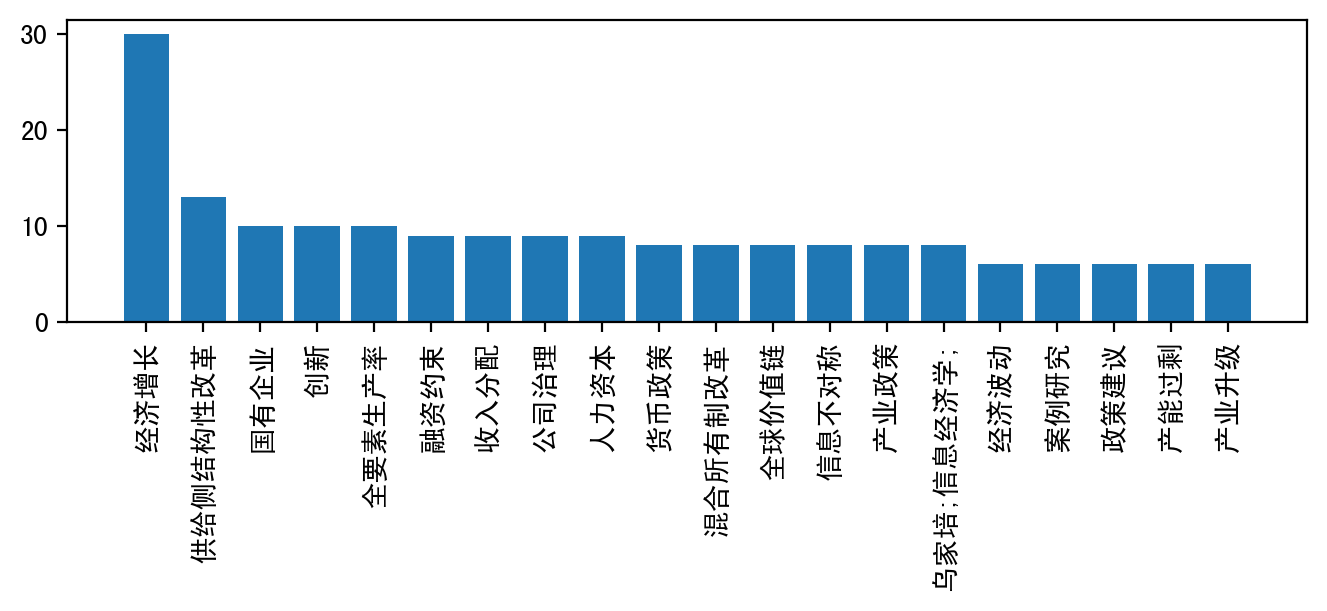 30
20
10
0
经济增长
供给侧结构性改革
国有企业
创新
全要素生产率
融资约束
收入分配
公司治理
人力资本
货币政策
混合所有制改革
全球价值链
信息不对称
产业政策
乌家培;信息经济学;
经济波动
案例研究
政策建议
产能过剩
产业升级